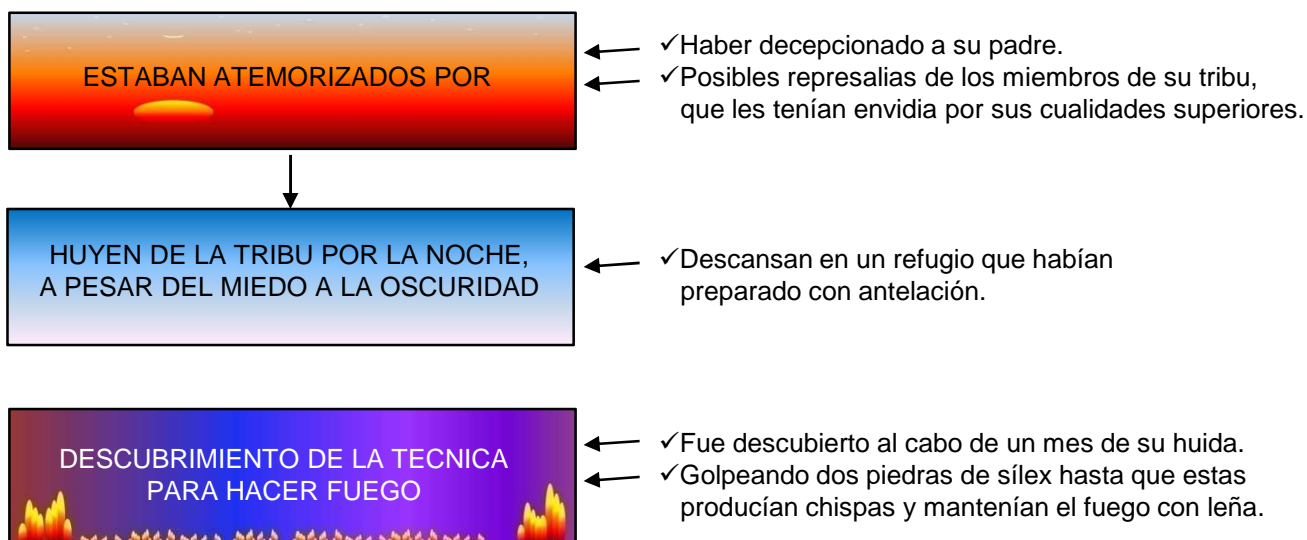 ESTABAN ATEMORIZADOS POR
✓Haber decepcionado a su padre.
✓Posibles represalias de los miembros de su tribu,
que les tenían envidia por sus cualidades superiores.
HUYEN DE LA TRIBU POR LA NOCHE,
A PESAR DEL MIEDO A LA OSCURIDAD
✓Descansan en un refugio que habían
preparado con antelación.
DESCUBRIMIENTO DE LA TECNICA
PARA HACER FUEGO
✓Fue descubierto al cabo de un mes de su huida.
✓Golpeando dos piedras de sílex hasta que estas
producían chispas y mantenían el fuego con leña.